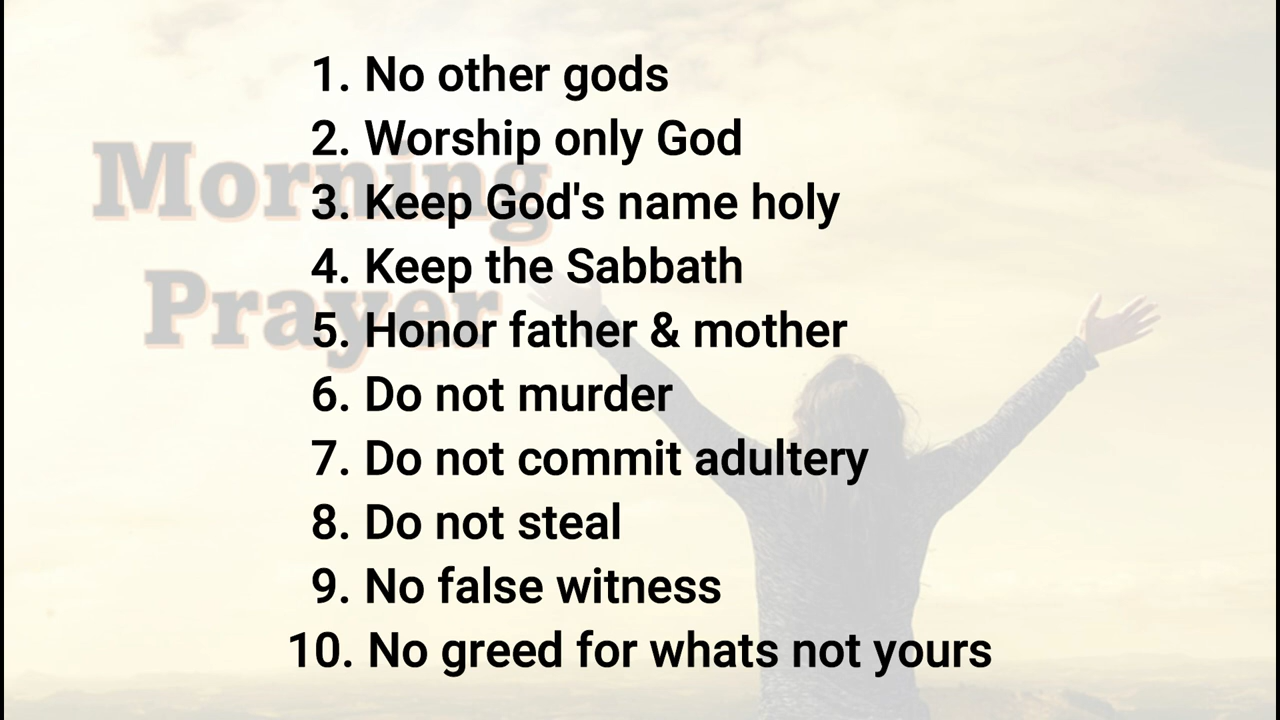 Morning
Prayer
1. No other gods
2. Worship only God
3. Keep God's name holy
4. Keep the Sabbath
5. Honor father & mother
6. Do not murder
7. Do not commit adultery
8. Do not steal
9. No false witness
10. No greed for whats not yours